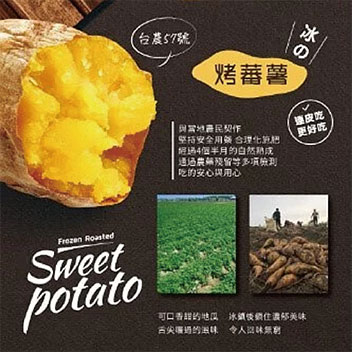 台農57號
冰の
烤蕃薯
連皮吃
更好吃
與當地農民契作
堅持安全用藥 合理化施肥
經過4個半月的自然熟成
通過農藥殘留等多項檢測
吃的安心與用心
Frozen Roasted
Sweet
potato
可口香甜的地瓜 冰鎮後鎖住濃郁美味
舌尖嚐過的滋味 令人回味無窮